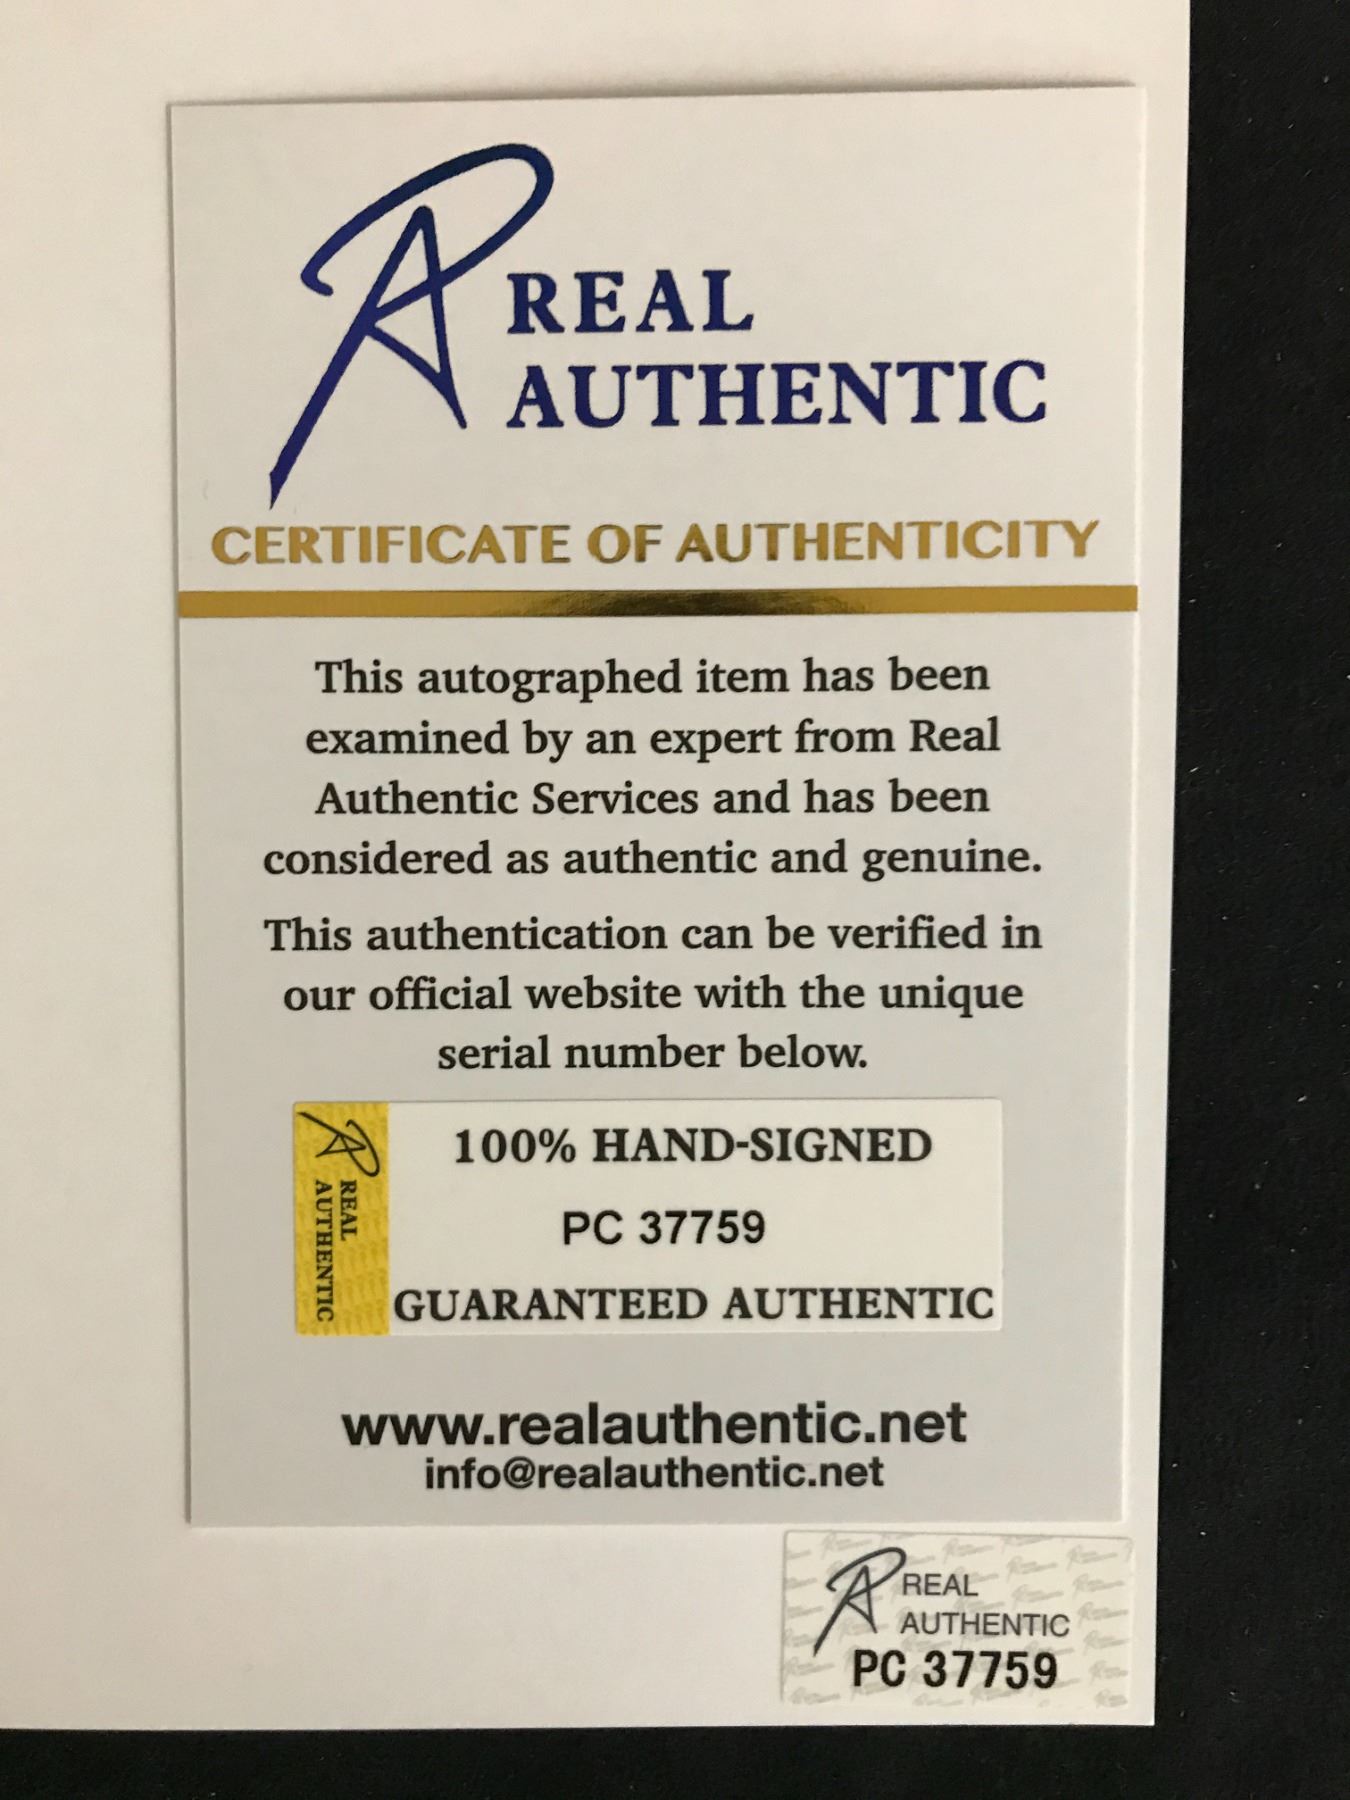 REAL
AUTHENTIC
CERTIFICATE OF AUTHENTICITY
This autographed item has been
examined by an expert from Real
Authentic Services and has been
considered as authentic and genuine.
This authentication can be verified in
our official website with the unique
serial number below.
REAL
AUTHENTIC
100% HAND-SIGNED
PC 37759
GUARANTEED AUTHENTIC
www.realauthentic.net
info@realauthentic.net
REAL
AUTHENTIC
PC 37759